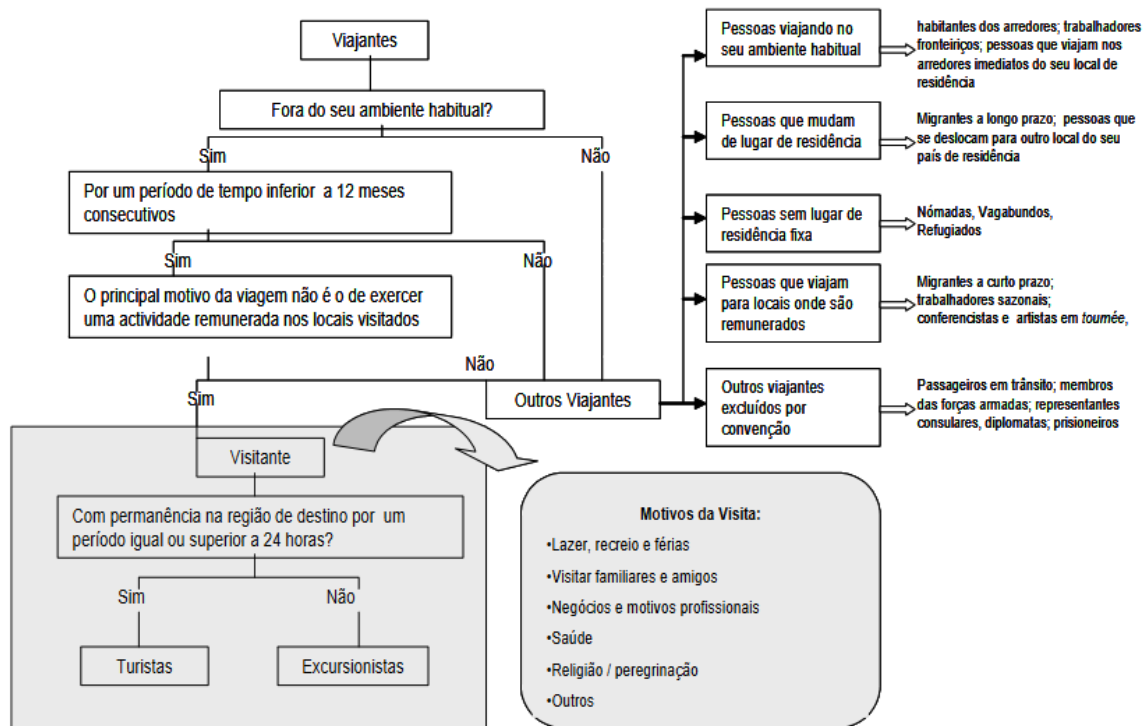 Viajantes
Fora do seu ambiente habitual?
Sim
Não
Por um período de tempo inferior a 12 meses
consecutivos
Sim
Não
O principal motivo da viagem não é o de exercer
uma actividade remunerada nos locais visitados
Não
Sim
Outros Viajantes
Visitante
Com permanência na região de destino por um
período igual ou superior a 24 horas?
Sim
Não
Turistas
Excursionistas
Pessoas viajando no
seu ambiente habitual
habitantes dos arredores; trabalhadores
fronteiriços; pessoas que viajam nos
arredores imediatos do seu local de
residência
Pessoas que mudam
de lugar de residência
Migrantes a longo prazo; pessoas que
se deslocam para outro local do seu
país de residência
Pessoas sem lugar de
residência fixa
Nómadas, Vagabundos,
Refugiados
Pessoas que viajam
para locais onde são
remunerados
Migrantes a curto prazo;
trabalhadores sazonais;
conferencistas e artistas em tournée,
Outros viajantes
excluídos por
convenção
Passageiros em trânsito; membros
das forças armadas; representantes
consulares, diplomatas; prisioneiros
Motivos da Visita:
•Lazer, recreio e férias
•Visitar familiares e amigos
•Negócios e motivos profissionais
•Saúde
•Religião / peregrinação
•Outros